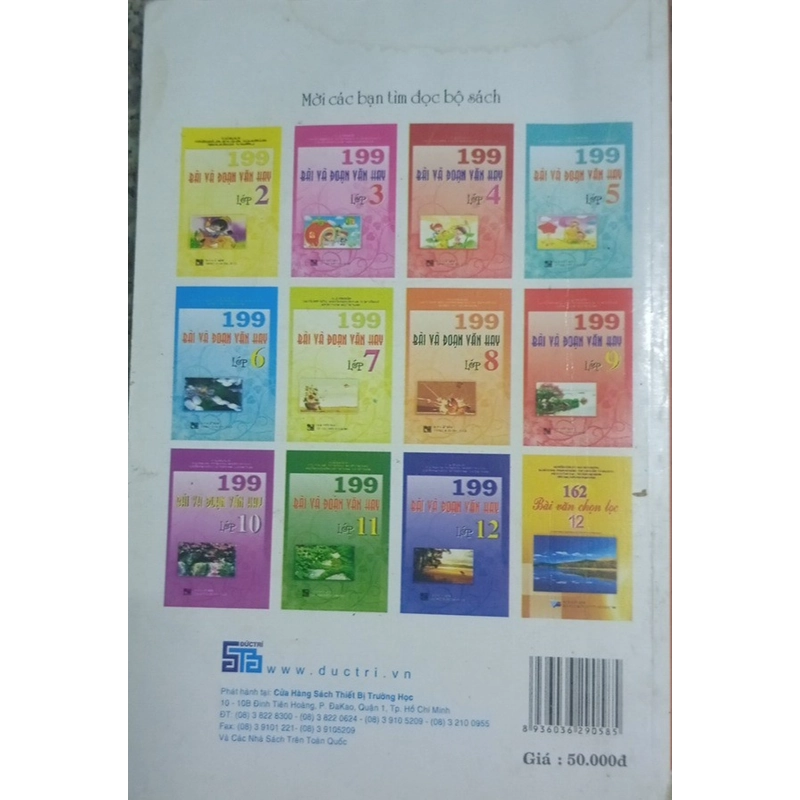 Mời các bạn tìm đọc bộ sách
199
BÀI VÀ ĐOẠN VĂN HAY
Lớp 2
199
BÀI VÀ ĐOẠN VĂN HAY
Lớp 3
199
BÀI VÀ ĐOẠN VĂN HAY
Lớp 4
199
BÀI VÀ ĐOẠN VĂN HAY
Lớp 5
199
BÀI VÀ ĐOẠN VĂN HAY
Lớp 6
199
BÀI VÀ ĐOẠN VĂN HAY
Lớp 7
199
BÀI VÀ ĐOẠN VĂN HAY
Lớp 8
199
BÀI VÀ ĐOẠN VĂN HAY
Lớp 9
199
BÀI VÀ ĐOẠN VĂN HAY
Lớp 10
199
BÀI VÀ ĐOẠN VĂN HAY
Lớp 11
199
BÀI VÀ ĐOẠN VĂN HAY
Lớp 12
162
Bài văn chọn lọc
12
ĐỨCTRÍ
STB
www.ductri.vn
Phát hành tại: Cửa Hàng Sách Thiết Bị Trường Học
10 - 10B Đinh Tiên Hoàng, P. ĐaKao, Quận 1, Tp. Hồ Chí Minh
ĐT: (08) 3 822 8300 - (08) 3 822 0624 - (08) 3 910 5209 - (08) 3 210 0955
Fax: (08) 3 9101 221- (08) 3 9105209
Và Các Nhà Sách Trên Toàn Quốc
8 936036 290585
Giá : 50.000đ